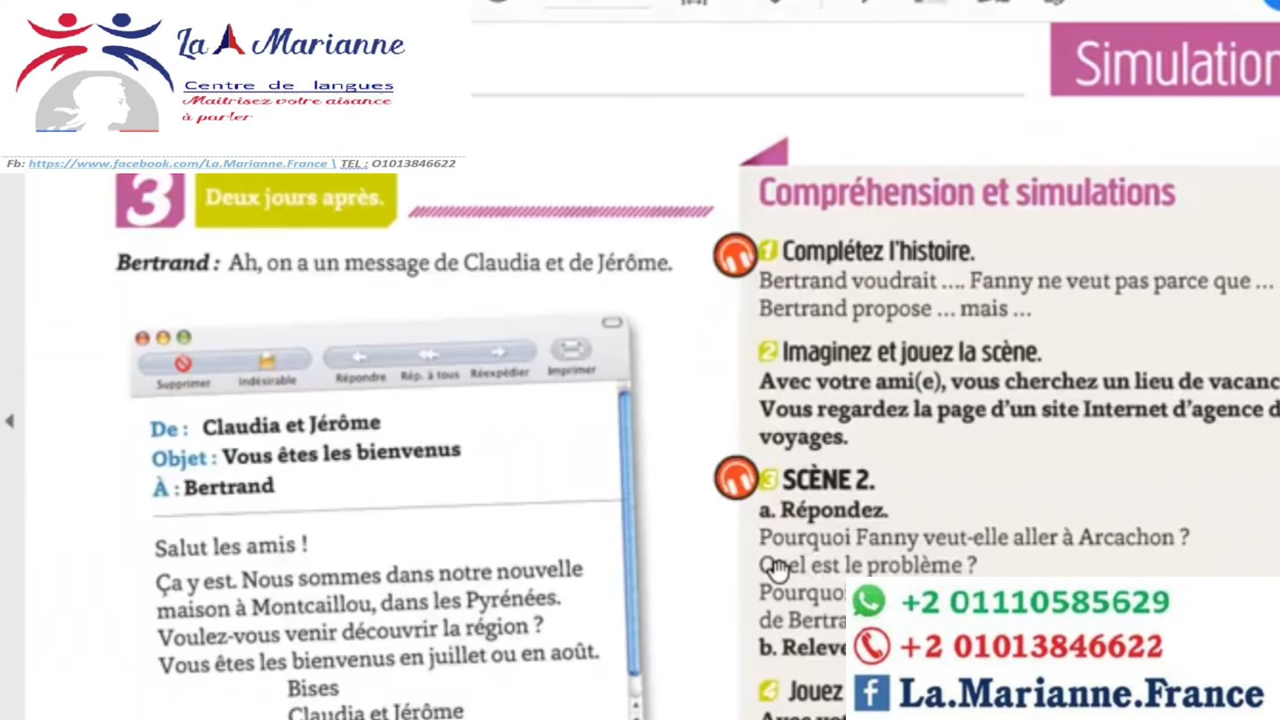 La Marianne
Centre de langues
Maîtrisez votre aisance
à parler
Fb: https://www.facebook.com/La.Marianne.France \ TEL : O1013846622
Simulation
3 Deux jours après.
Bertrand : Ah, on a un message de Claudia et de Jérôme.
Supprimer Indésirable Répondre Rép. à tous Réexpédier Imprimer
De : Claudia et Jérôme
Objet : Vous êtes les bienvenus
À : Bertrand
Salut les amis !
Ça y est. Nous sommes dans notre nouvelle
maison à Montcaillou, dans les Pyrénées.
Voulez-vous venir découvrir la région ?
Vous êtes les bienvenus en juillet ou en août.
Bises
Claudia et Jérôme
Compréhension et simulations
1 Complétez l'histoire.
Bertrand voudrait .... Fanny ne veut pas parce que ...
Bertrand propose ... mais ...
2 Imaginez et jouez la scène.
Avec votre ami(e), vous cherchez un lieu de vacanc
Vous regardez la page d'un site Internet d'agence d
voyages.
3 SCÈNE 2.
a. Répondez.
Pourquoi Fanny veut-elle aller à Arcachon ?
Quel est le problème ?
Pourquoi
de Bertra
b. Releve
4 Jouez
Avec vot
+2 01110585629
+2 01013846622
La.Marianne.France